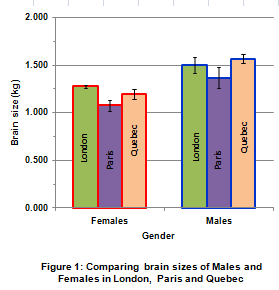 2.000
1.500
1.000
0.500
0.000
Brain size (kg)
London
Paris
Quebec
London
Paris
Quebec
Females
Males
Gender
Figure 1: Comparing brain sizes of Males and
Females in London, Paris and Quebec